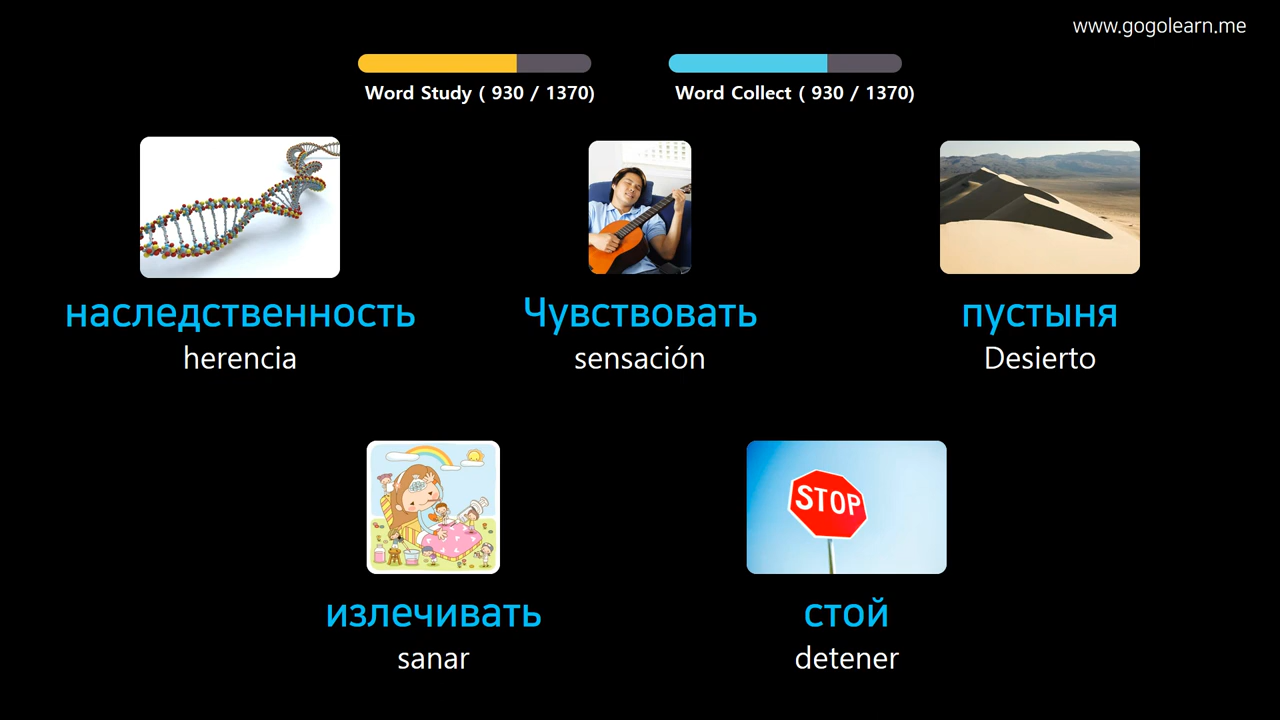 www.gogolearn.me
Word Study ( 930 / 1370)
Word Collect ( 930 / 1370)
наследственность
herencia
Чувствовать
sensación
пустыня
Desierto
STOP
излечивать
sanar
стой
detener